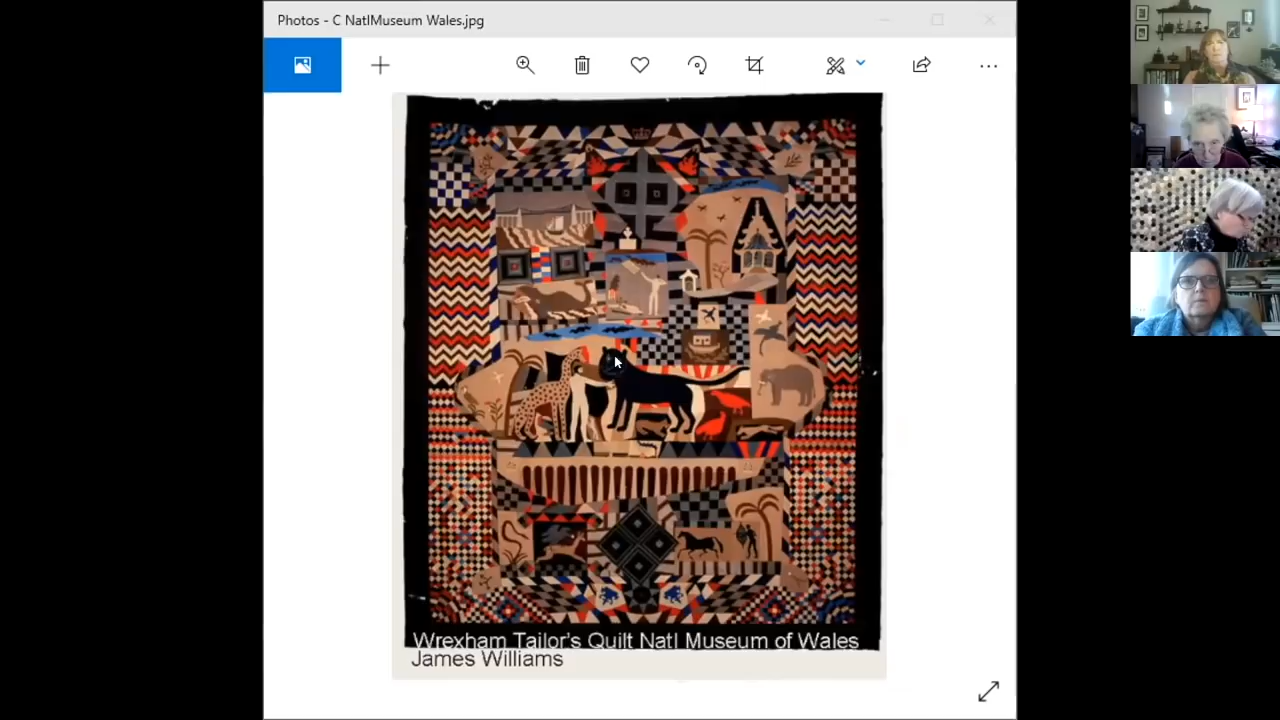 Photos - C NatlMuseum Wales.jpg
Wrexham Tailor's Quilt Natl Museum of Wales
James Williams